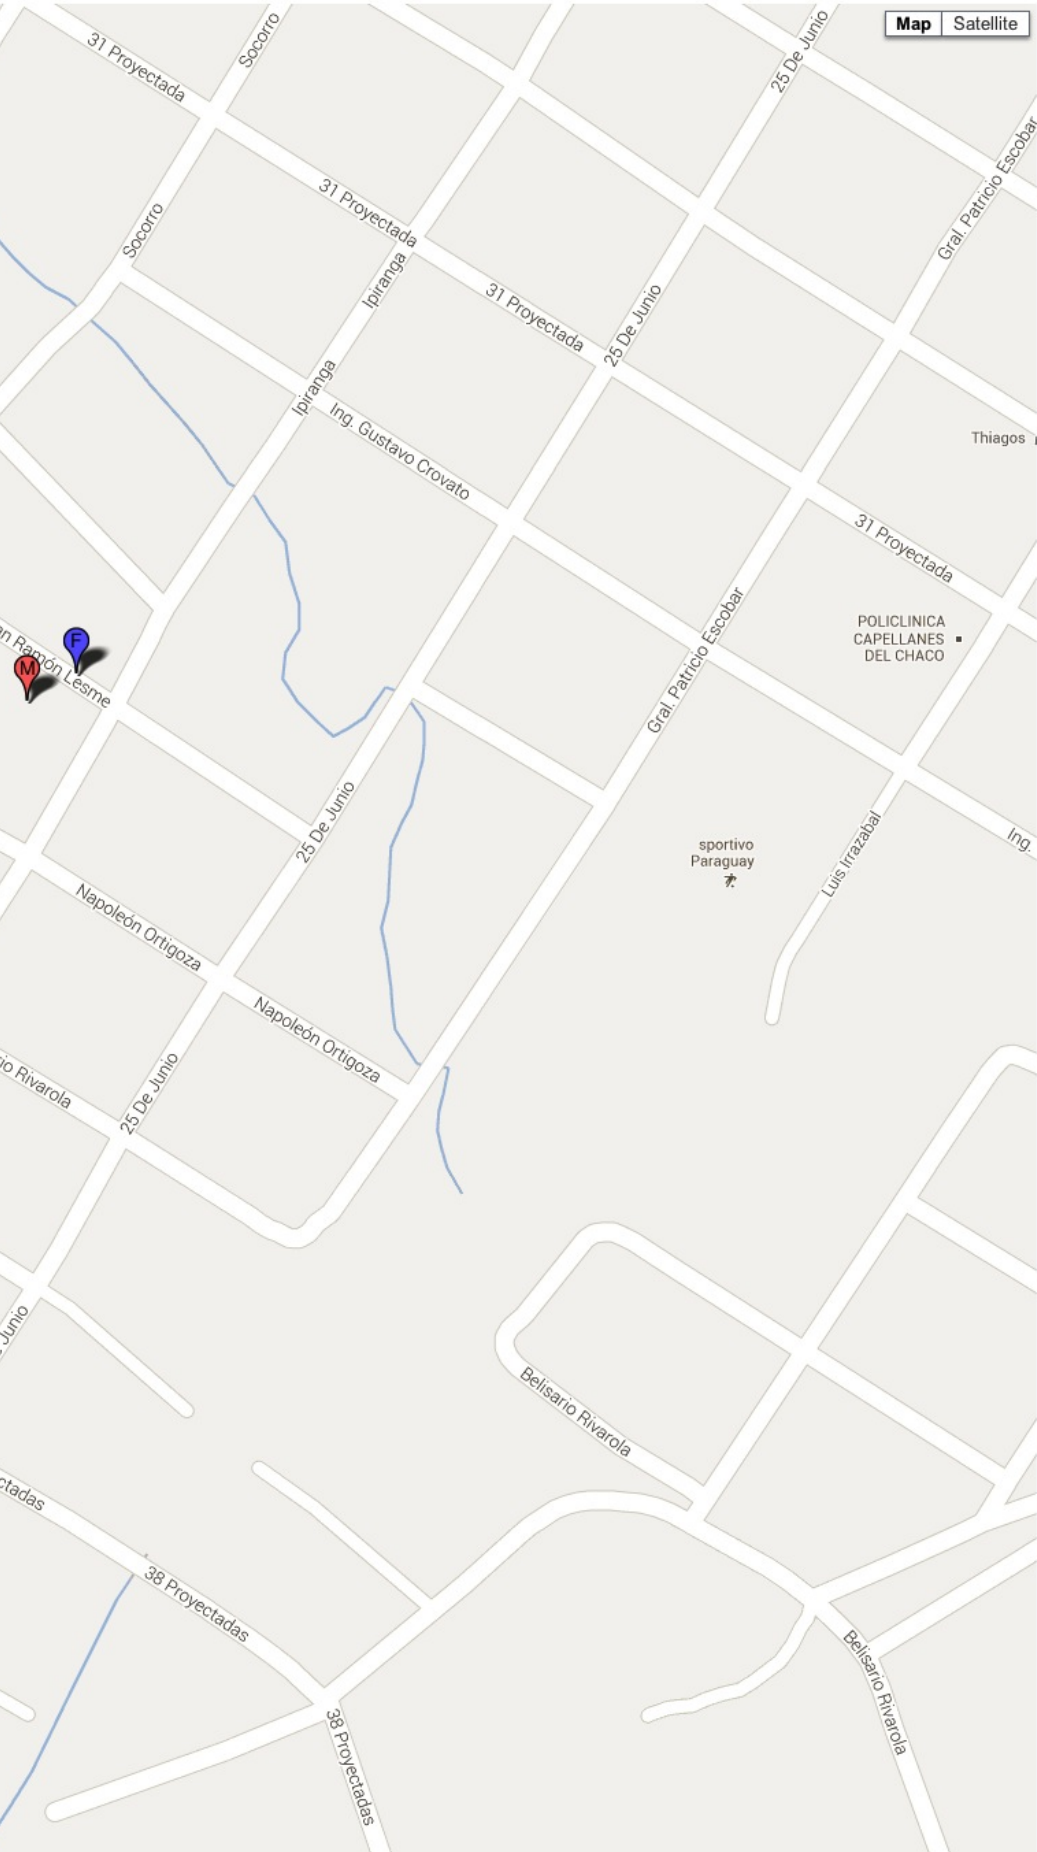 Map
Satellite
31 Proyectada
Socorro
25 De Junio
Gral. Patricio Escobar
Socorro
31 Proyectada
Ipiranga
31 Proyectada
25 De Junio
Ipiranga
Ing. Gustavo Crovato
Thiagos
31 Proyectada
POLICLINICA
CAPELLANES
DEL CHACO
Gral. Patricio Escobar
F
M
an Ramón Lesme
25 De Junio
sportivo
Paraguay
Luis Irrazabal
Ing.
Napoleón Ortigoza
Napoleón Ortigoza
25 De Junio
io Rivarola
Junio
Belisario Rivarola
ctadas
38 Proyectadas
Belisario Rivarola
38 Proyectadas